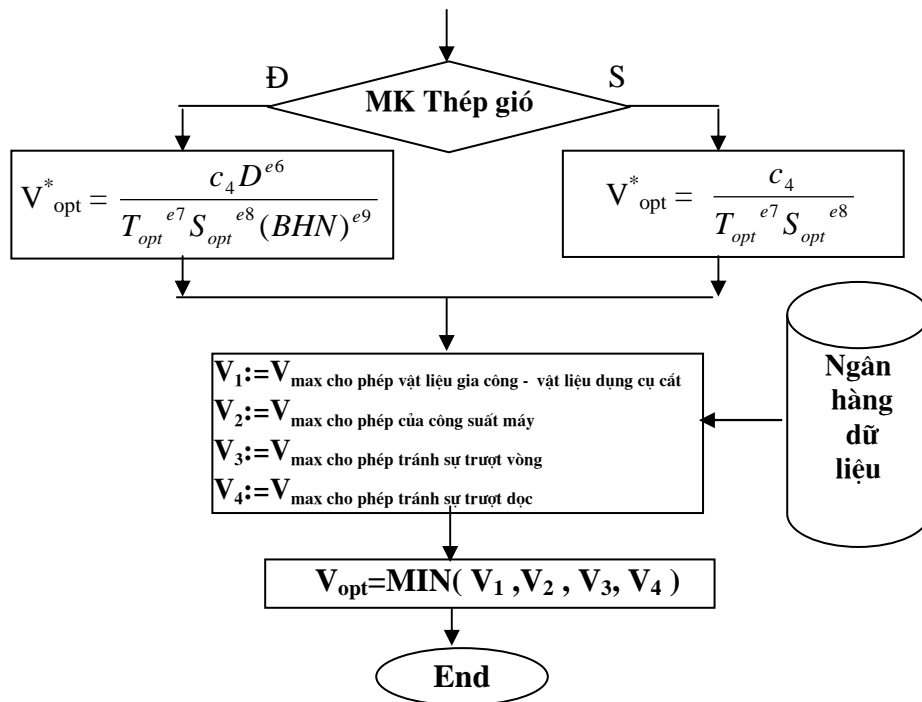 Đ S
MK Thép gió
V*opt = c4 D^e6 / Topt^e7 Sopt^e8 (BHN)^e9
V*opt = c4 / Topt^e7 Sopt^e8
V1:=Vmax cho phép vật liệu gia công - vật liệu dụng cụ cắt
V2:=Vmax cho phép của công suất máy
V3:=Vmax cho phép tránh sự trượt vòng
V4:=Vmax cho phép tránh sự trượt dọc
Ngân
hàng
dữ
liệu
Vopt=MIN( V1 ,V2 , V3, V4 )
End